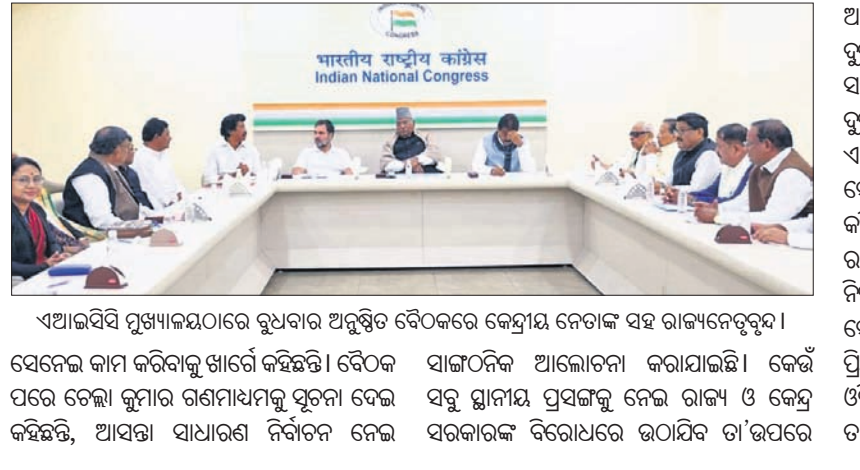 CONGRESS
भारतीय राष्ट्रीय कांग्रेस
Indian National Congress
ଏଆଇସିସି ମୁଖ୍ୟାଳୟଠାରେ ବୁଧବାର ଅନୁଷ୍ଠିତ ବୈଠକରେ କେନ୍ଦ୍ରୀୟ ନେତାଙ୍କ ସହ ରାଜ୍ୟନେତୃବୃନ୍ଦ।
ସେନେଇ କାମ କରିବାକୁ ଖାର୍ଗେ କହିଛନ୍ତି। ବୈଠକ
ପରେ ଚେଲ୍ଲା କୁମାର ଗଣମାଧ୍ୟମକୁ ସୂଚନା ଦେଇ
କହିଛନ୍ତି, ଆସନ୍ତା ସାଧାରଣ ନିର୍ବାଚନ ନେଇ
ସାଙ୍ଗଠନିକ ଆଲୋଚନା କରାଯାଇଛି। କେଉଁ
ସବୁ ସ୍ଥାନୀୟ ପ୍ରସଙ୍ଗକୁ ନେଇ ରାଜ୍ୟ ଓ କେନ୍ଦ୍ର
ସରକାରଙ୍କ ବିରୋଧରେ ଉଠାଯିବ ତା'ଉପରେ